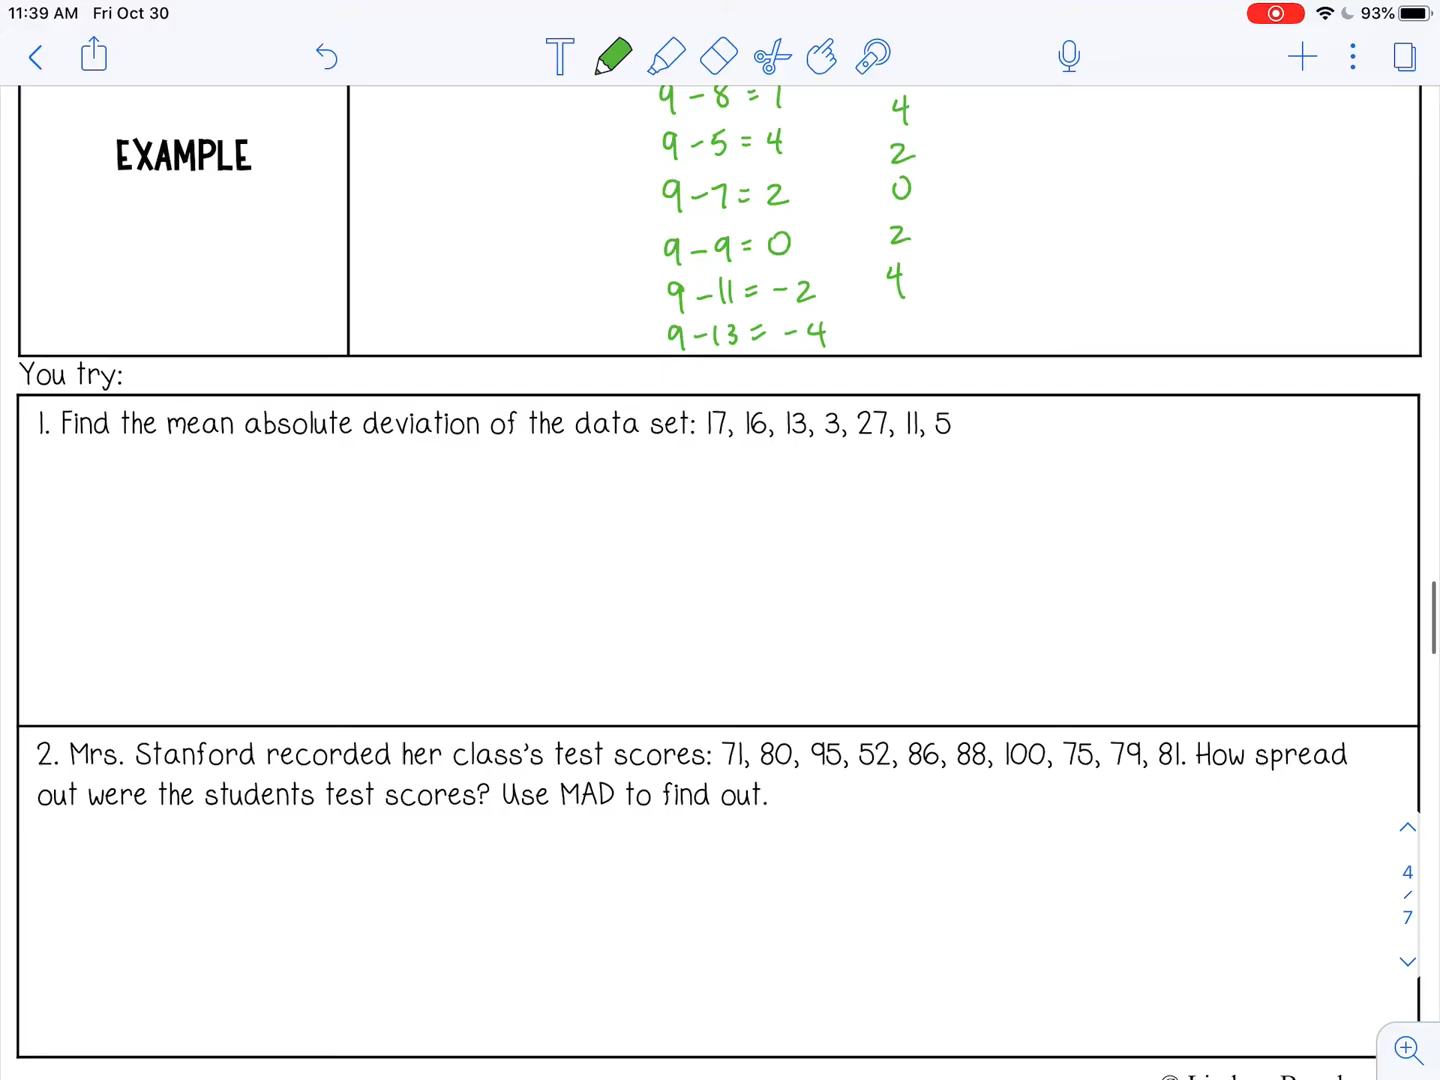 11:39 AM Fri Oct 30
93%
T
9 - 8 = 1
4
9 - 5 = 4
2
EXAMPLE
9 - 7 = 2
0
9 - 9 = 0
2
9 - 11 = -2
4
9 - 13 = -4
You try:
1. Find the mean absolute deviation of the data set: 17, 16, 13, 3, 27, 11, 5
2. Mrs. Stanford recorded her class's test scores: 71, 80, 95, 52, 86, 88, 100, 75, 79, 81. How spread
out were the students test scores? Use MAD to find out.
4
/
7